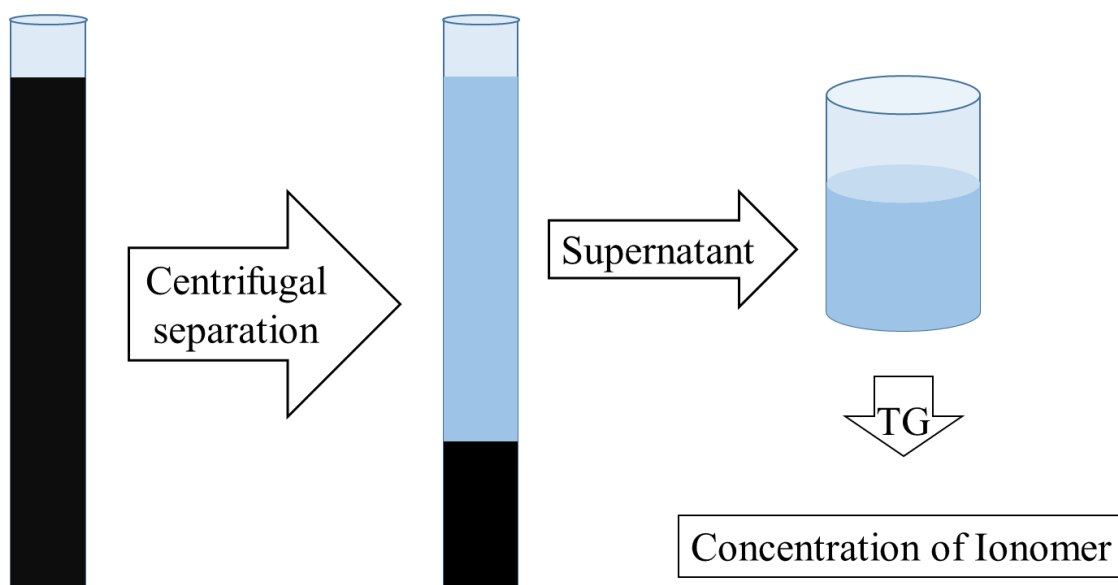 Centrifugal
separation
Supernatant
TG
Concentration of Ionomer